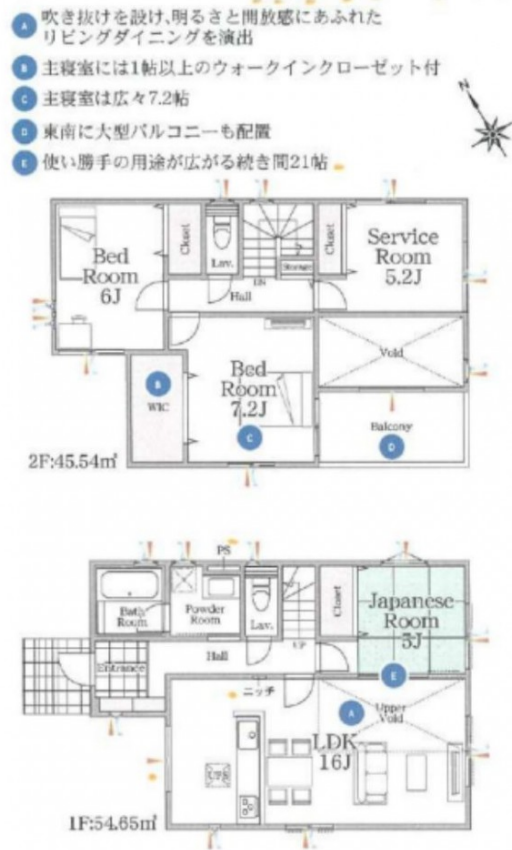 A 吹き抜けを設け、明るさと開放感にあふれた
リビングダイニングを演出
B 主寝室には1帖以上のウォークインクローゼット付
C 主寝室は広々7.2帖
D 東南に大型バルコニーも配置
E 使い勝手の用途が広がる続き間21帖
N
Bed
Room
6J
Closet
Lav.
DN
Storage
Closet
Service
Room
5.2J
Hall
Void
B
WIC
Bed
Room
7.2J
C
Balcony
D
2F:45.54㎡
PS
Bath
Room
Powder
Room
Lav.
UP
Closet
Japanese
Room
5J
Hall
Entrance
E
ニッチ
A
Upper
Void
LDK
16J
UFS
1F:54.65㎡